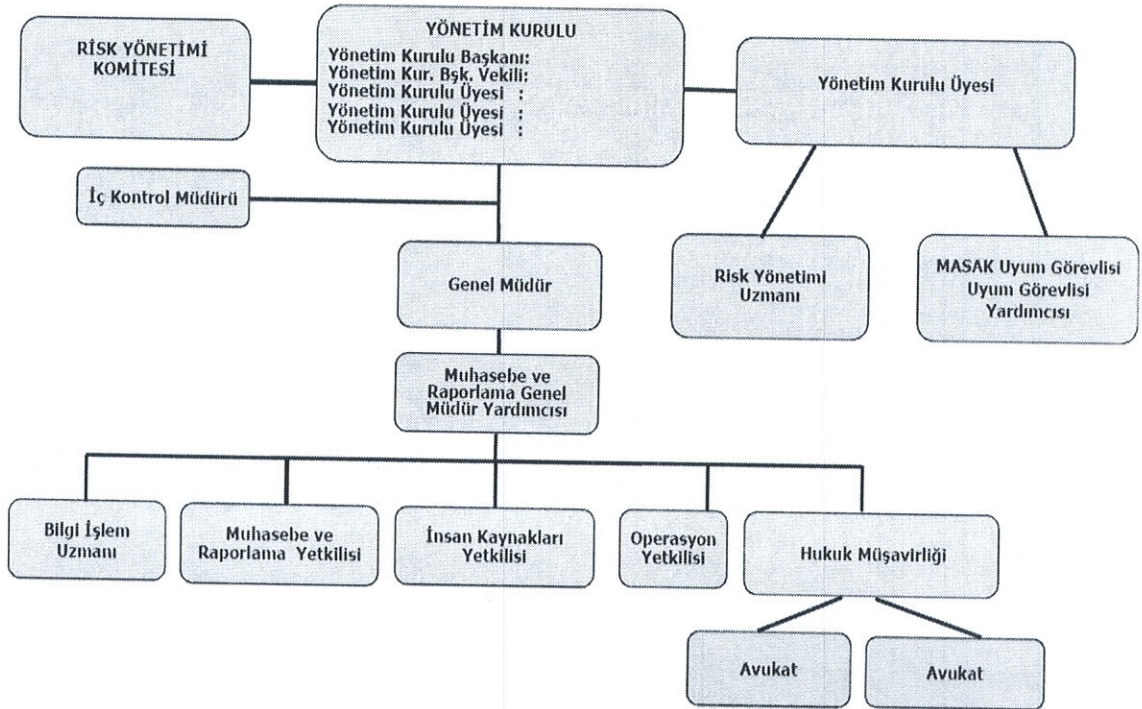 RİSK YÖNETİMİ
KOMİTESİ
YÖNETİM KURULU
Yönetim Kurulu Başkanı:
Yönetim Kur. Bşk. Vekili:
Yönetim Kurulu Üyesi :
Yönetim Kurulu Üyesi :
Yönetim Kurulu Üyesi :
Yönetim Kurulu Üyesi
İç Kontrol Müdürü
Genel Müdür
Risk Yönetimi
Uzmanı
MASAK Uyum Görevlisi
Uyum Görevlisi
Yardımcısı
Muhasebe ve
Raporlama Genel
Müdür Yardımcısı
Bilgi İşlem
Uzmanı
Muhasebe ve
Raporlama Yetkilisi
İnsan Kaynakları
Yetkilisi
Operasyon
Yetkilisi
Hukuk Müşavirliği
Avukat
Avukat